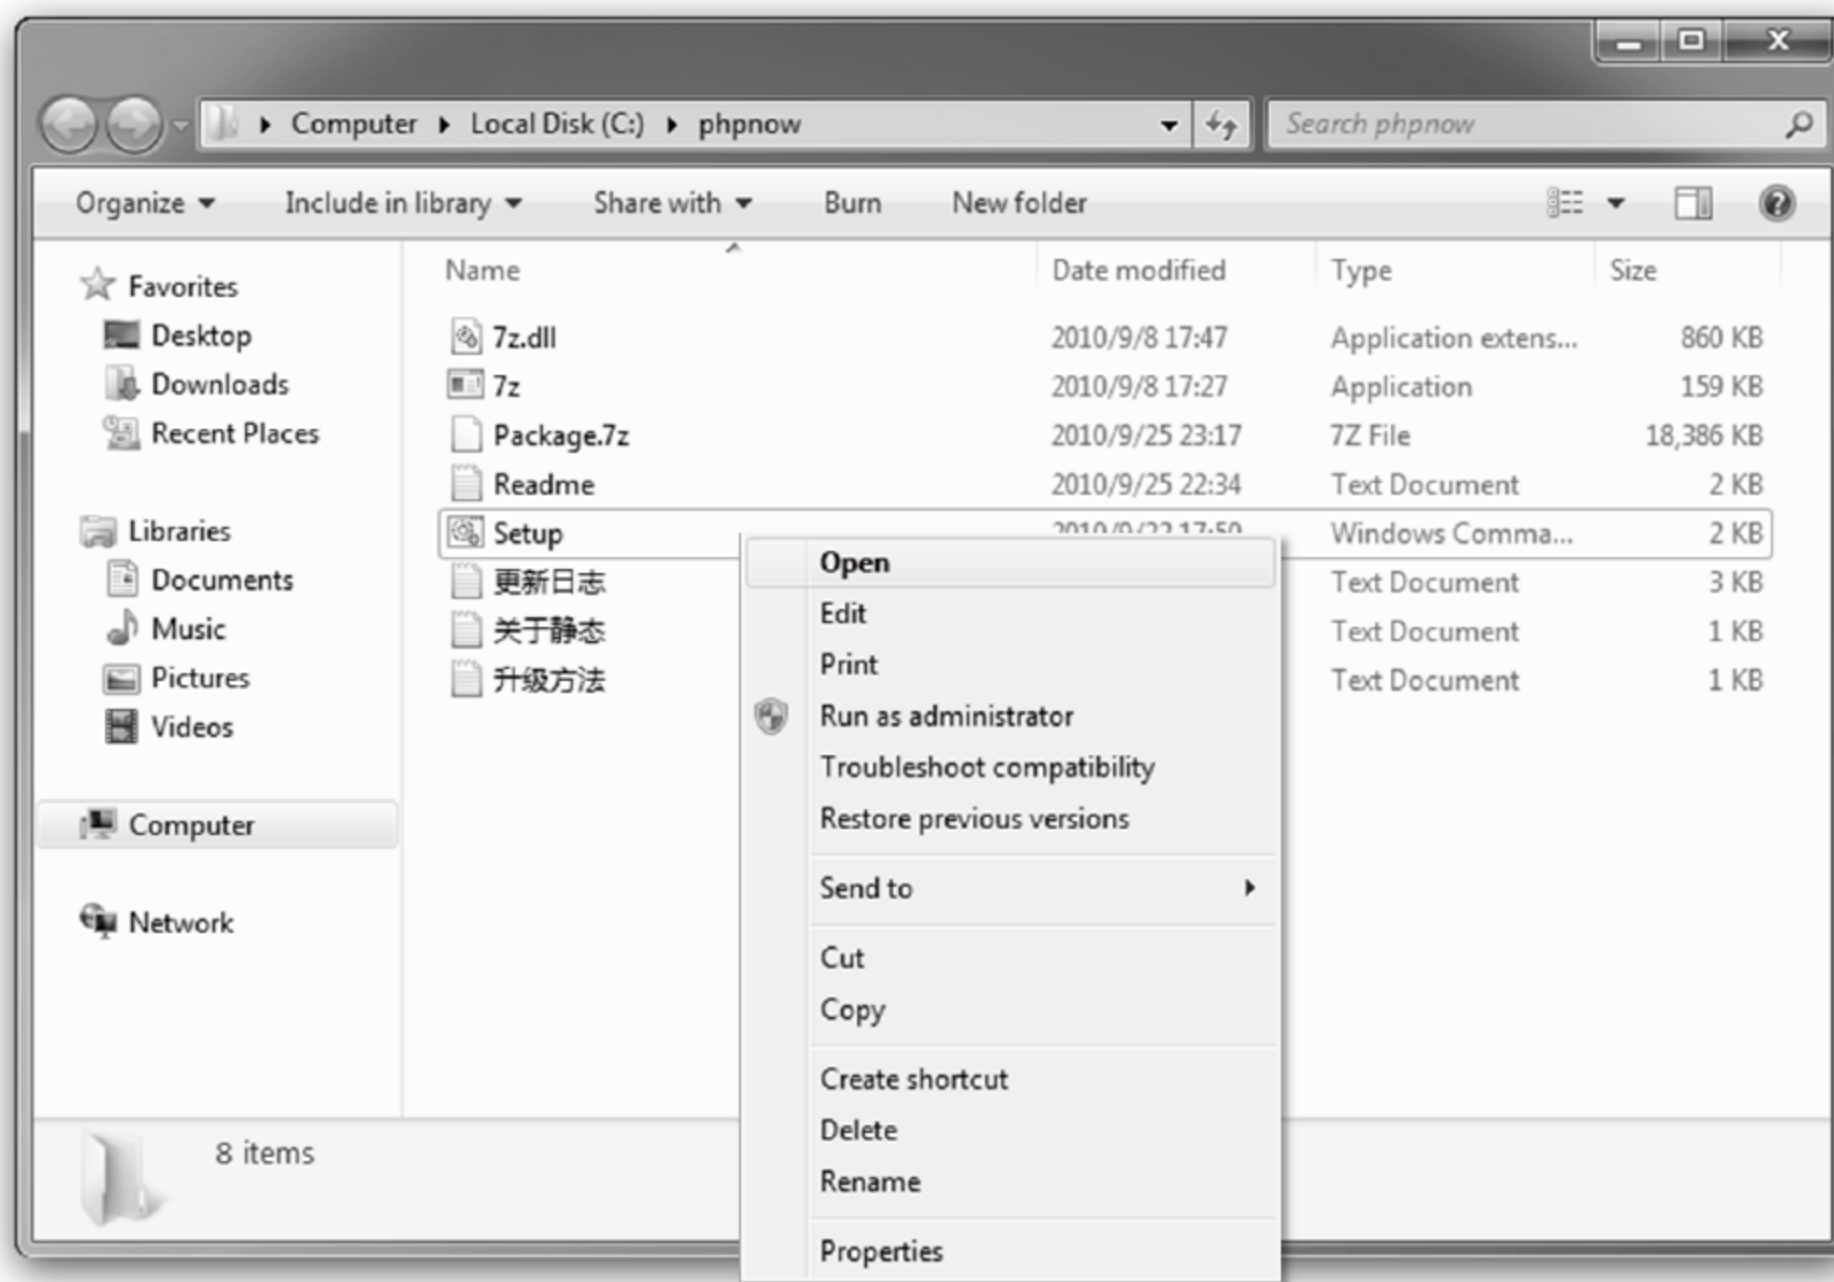 Computer Local Disk (C:) phpnow Search phpnow
Organize Include in library Share with Burn New folder
Name Date modified Type Size
Favorites
Desktop
Downloads
Recent Places
Libraries
Documents
Music
Pictures
Videos
Computer
Network
7z.dll 2010/9/8 17:47 Application extens... 860 KB
7z 2010/9/8 17:27 Application 159 KB
Package.7z 2010/9/25 23:17 7Z File 18,386 KB
Readme 2010/9/25 22:34 Text Document 2 KB
Setup 2010/9/22 17:50 Windows Comma... 2 KB
更新日志 Text Document 3 KB
关于静态 Text Document 1 KB
升级方法 Text Document 1 KB
Open
Edit
Print
Run as administrator
Troubleshoot compatibility
Restore previous versions
Send to
Cut
Copy
Create shortcut
Delete
Rename
Properties
8 items